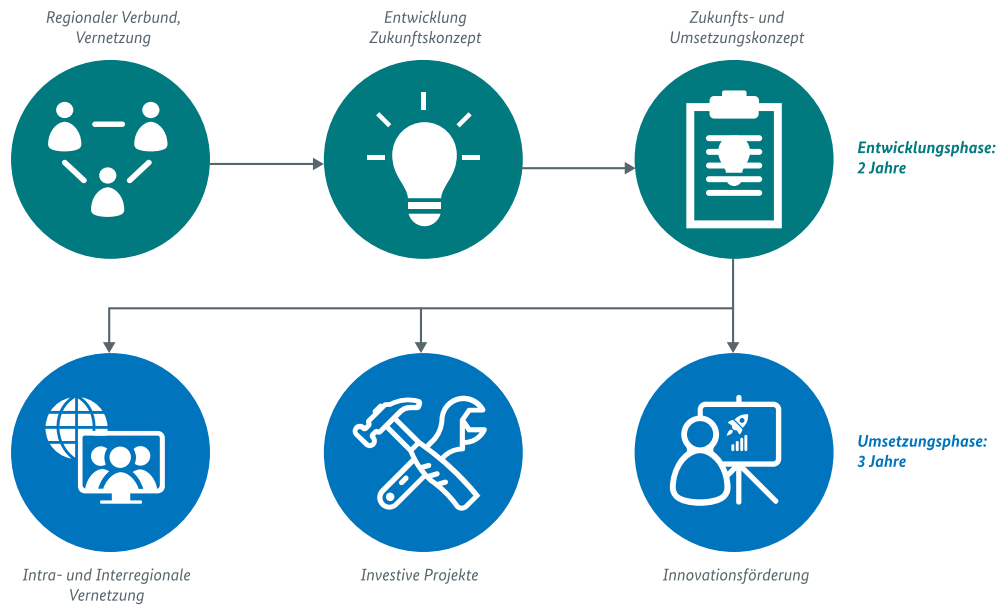 Regionaler Verbund,
Vernetzung
Entwicklung
Zukunftskonzept
Zukunfts- und
Umsetzungskonzept
Entwicklungsphase:
2 Jahre
Umsetzungsphase:
3 Jahre
Intra- und Interregionale
Vernetzung
Investive Projekte
Innovationsförderung